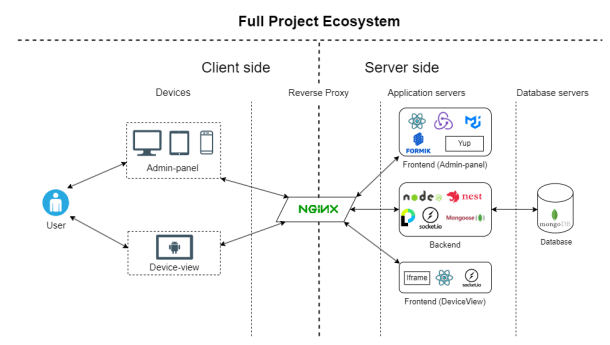 Full Project Ecosystem
Client side
Server side
Devices
Reverse Proxy
Application servers
Database servers
Admin-panel
FORMIK
Yup
Frontend (Admin-panel)
User
NGiNX
node
nest
socket.io
Mongoose
Backend
mongoDB
Database
Device-view
Iframe
socket.io
Frontend (DeviceView)